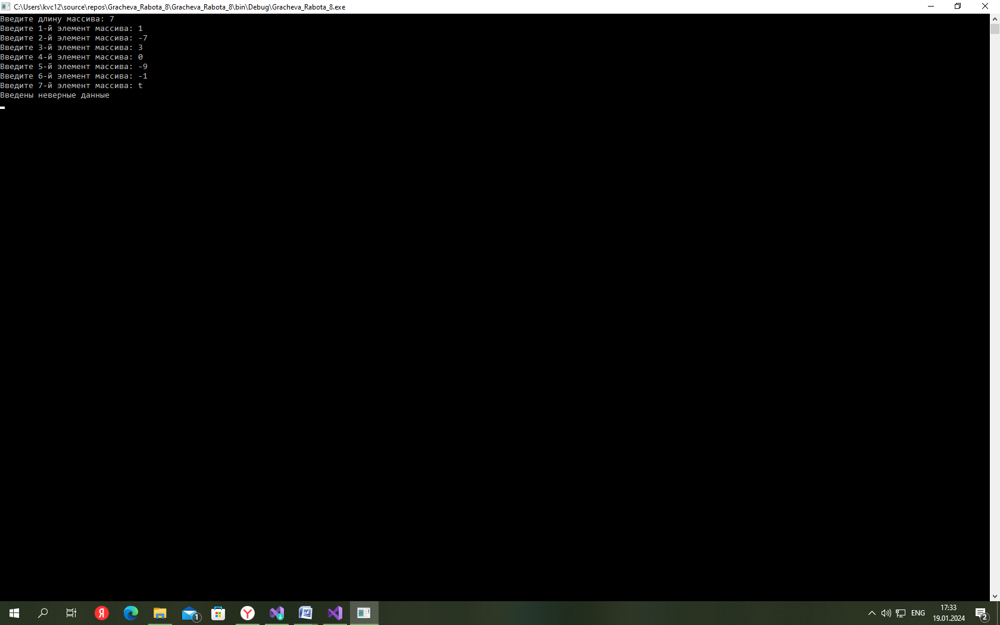 C:\Users\kvc12\source\repos\Gracheva_Rabota_8\Gracheva_Rabota_8\bin\Debug\Gracheva_Rabota_8.exe
Введите длину массива: 7
Введите 1-й элемент массива: 1
Введите 2-й элемент массива: -7
Введите 3-й элемент массива: 3
Введите 4-й элемент массива: 0
Введите 5-й элемент массива: -9
Введите 6-й элемент массива: -1
Введите 7-й элемент массива: t
Введены неверные данные
Я
1
Y
W
ENG
17:33
19.01.2024
2